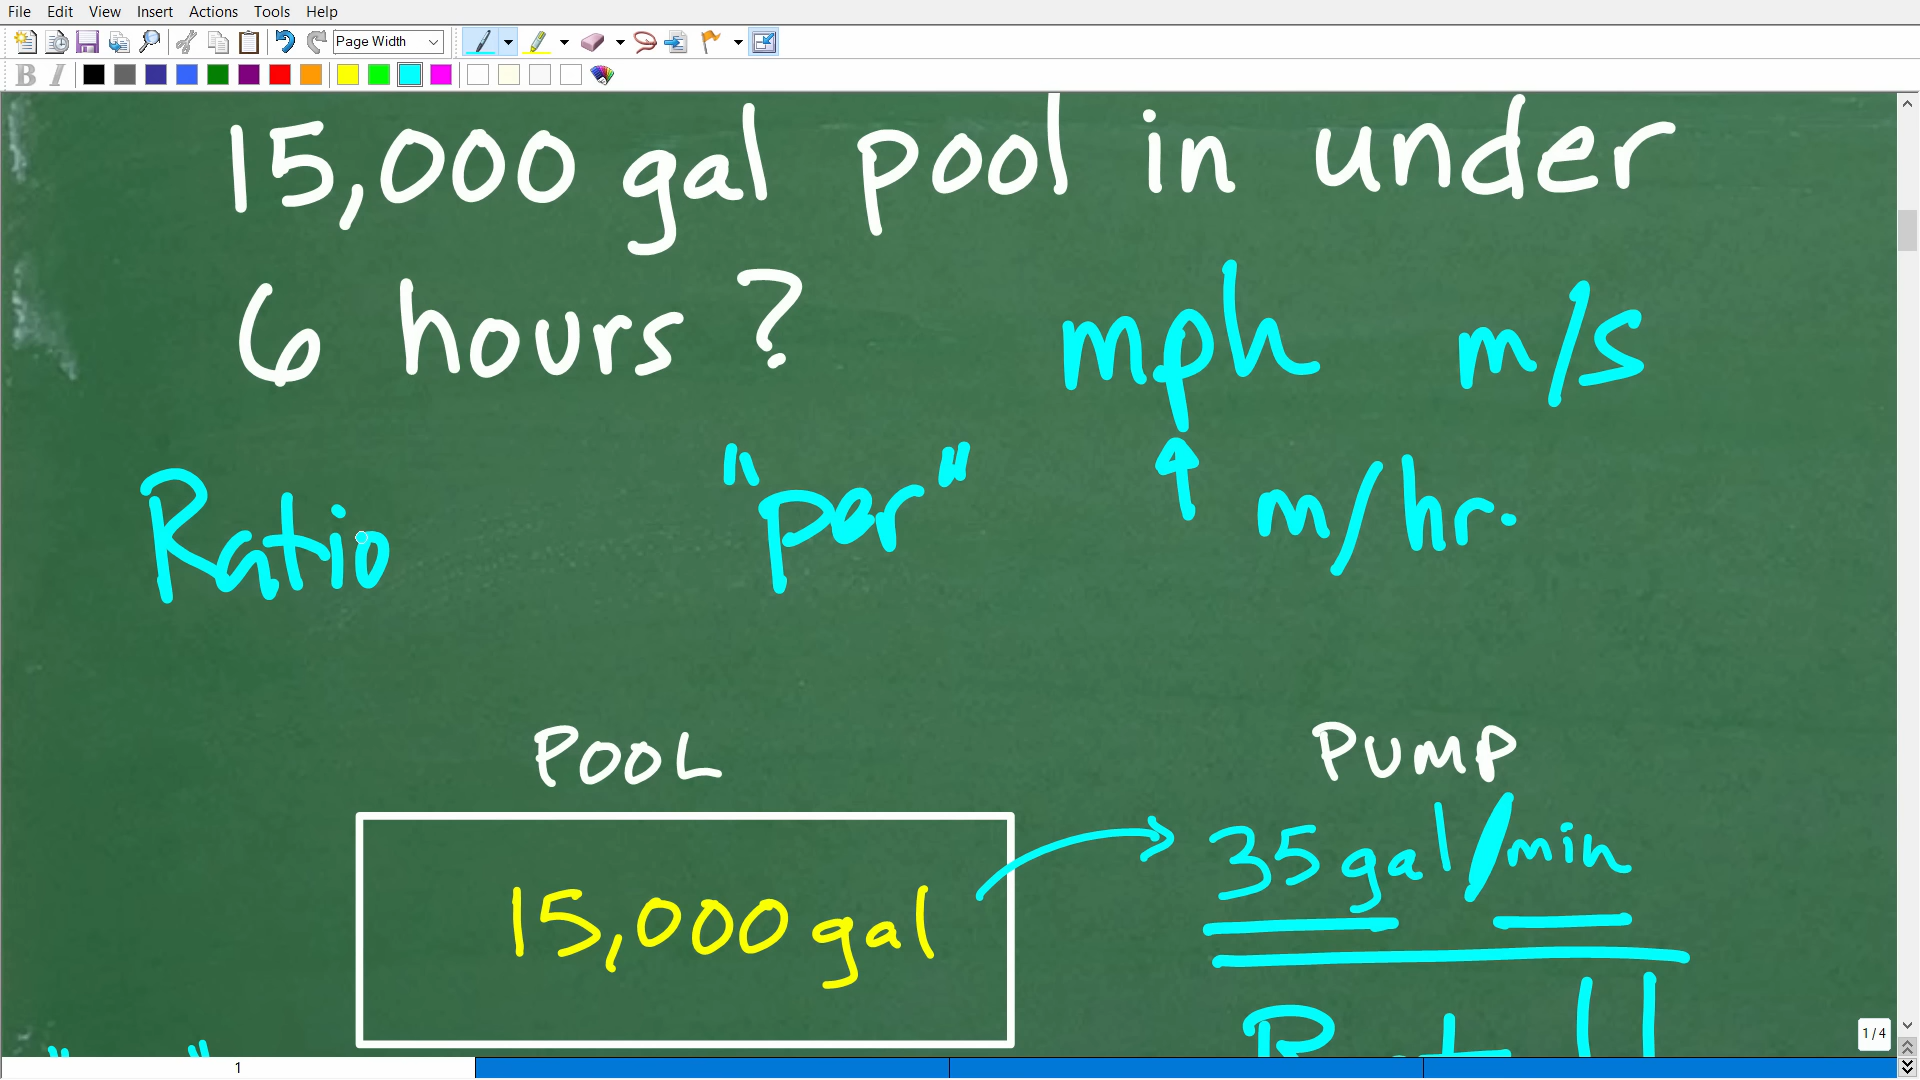 File Edit View Insert Actions Tools Help
Page Width
B I
15,000 gal pool in under
6 hours ?
mph m/s
Ratio "per" m/hr.
POOL PUMP
35 gal/min
15,000 gal
1 / 4
1